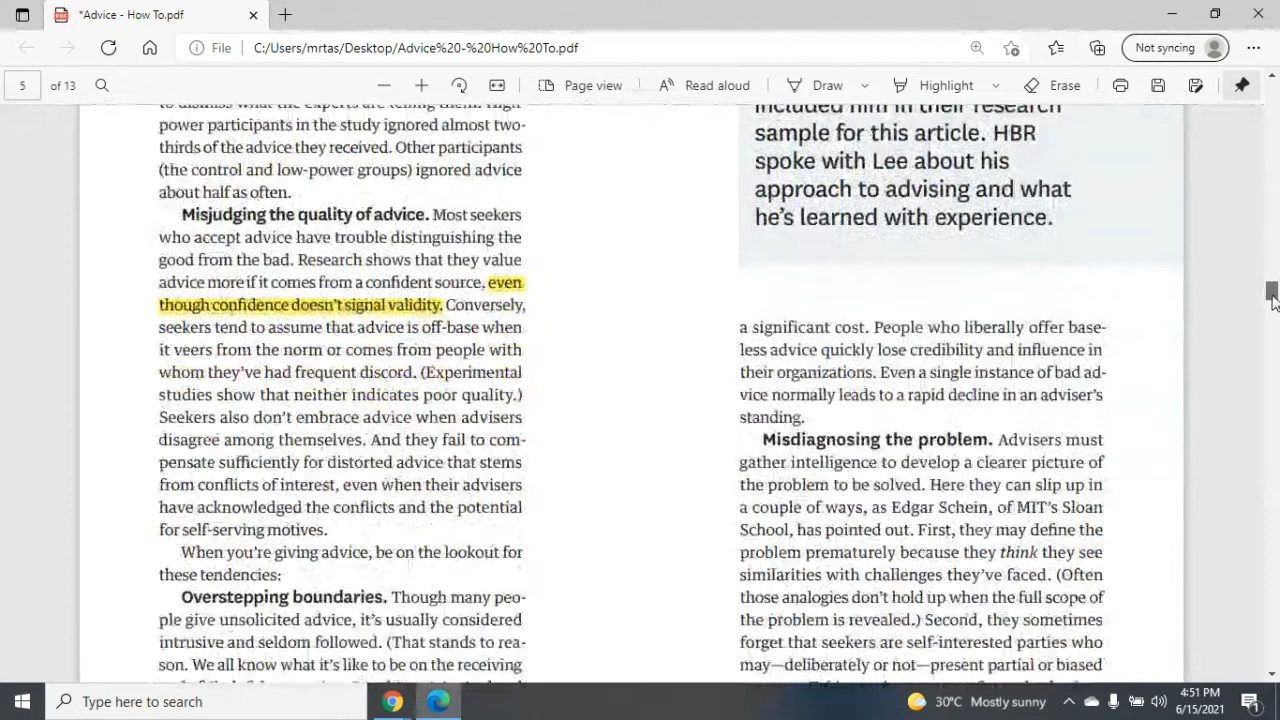 *Advice - How To.pdf
File
C:/Users/mrtas/Desktop/Advice%20-%20How%20To.pdf
Not syncing
5
of 13
Page view
Read aloud
Draw
Highlight
Erase
to dismiss what the experts are telling them. High
power participants in the study ignored almost two-
thirds of the advice they received. Other participants
(the control and low-power groups) ignored advice
about half as often.
Misjudging the quality of advice. Most seekers
who accept advice have trouble distinguishing the
good from the bad. Research shows that they value
advice more if it comes from a confident source, even
though confidence doesn't signal validity. Conversely,
seekers tend to assume that advice is off-base when
it veers from the norm or comes from people with
whom they've had frequent discord. (Experimental
studies show that neither indicates poor quality.)
Seekers also don't embrace advice when advisers
disagree among themselves. And they fail to com-
pensate sufficiently for distorted advice that stems
from conflicts of interest, even when their advisers
have acknowledged the conflicts and the potential
for self-serving motives.
When you're giving advice, be on the lookout for
these tendencies:
Overstepping boundaries. Though many peo-
ple give unsolicited advice, it's usually considered
intrusive and seldom followed. (That stands to rea-
son. We all know what it's like to be on the receiving
included him in their research
sample for this article. HBR
spoke with Lee about his
approach to advising and what
he's learned with experience.
a significant cost. People who liberally offer base-
less advice quickly lose credibility and influence in
their organizations. Even a single instance of bad ad-
vice normally leads to a rapid decline in an adviser's
standing.
Misdiagnosing the problem. Advisers must
gather intelligence to develop a clearer picture of
the problem to be solved. Here they can slip up in
a couple of ways, as Edgar Schein, of MIT's Sloan
School, has pointed out. First, they may define the
problem prematurely because they think they see
similarities with challenges they've faced. (Often
those analogies don't hold up when the full scope of
the problem is revealed.) Second, they sometimes
forget that seekers are self-interested parties who
may—deliberately or not—present partial or biased
Type here to search
30°C Mostly sunny
4:51 PM
6/15/2021
1